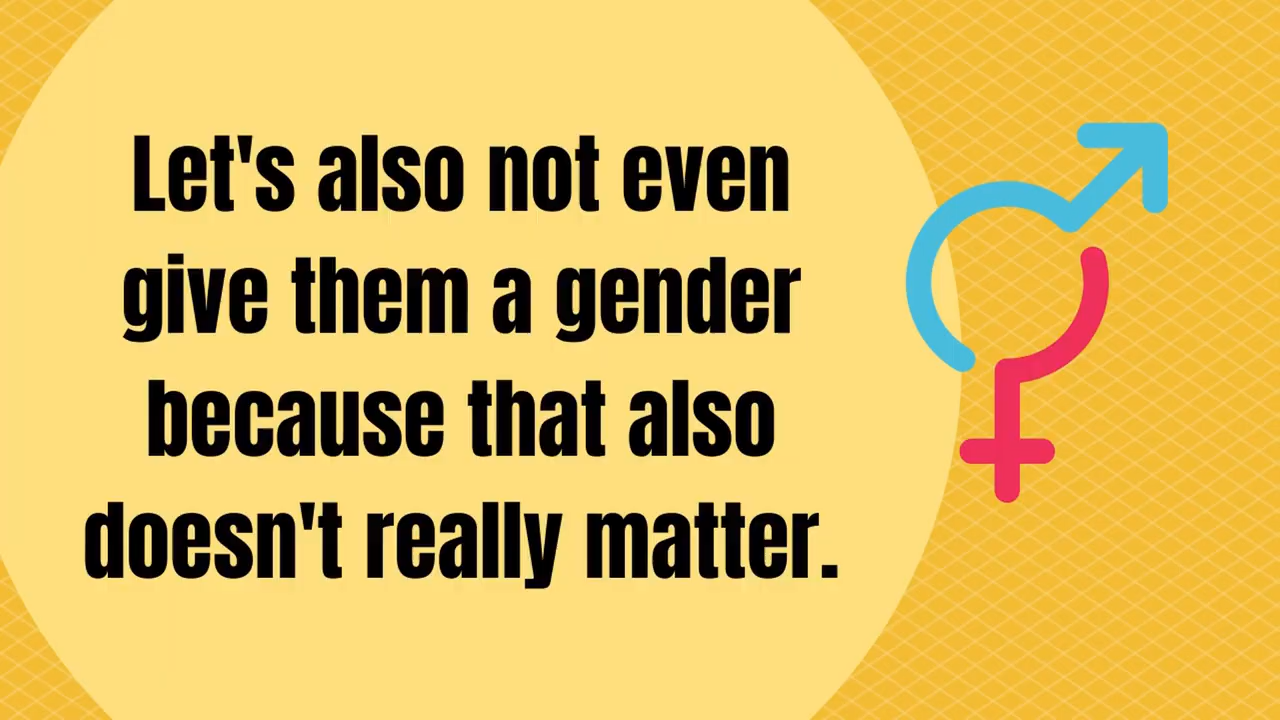 Let's also not even
give them a gender
because that also
doesn't really matter.